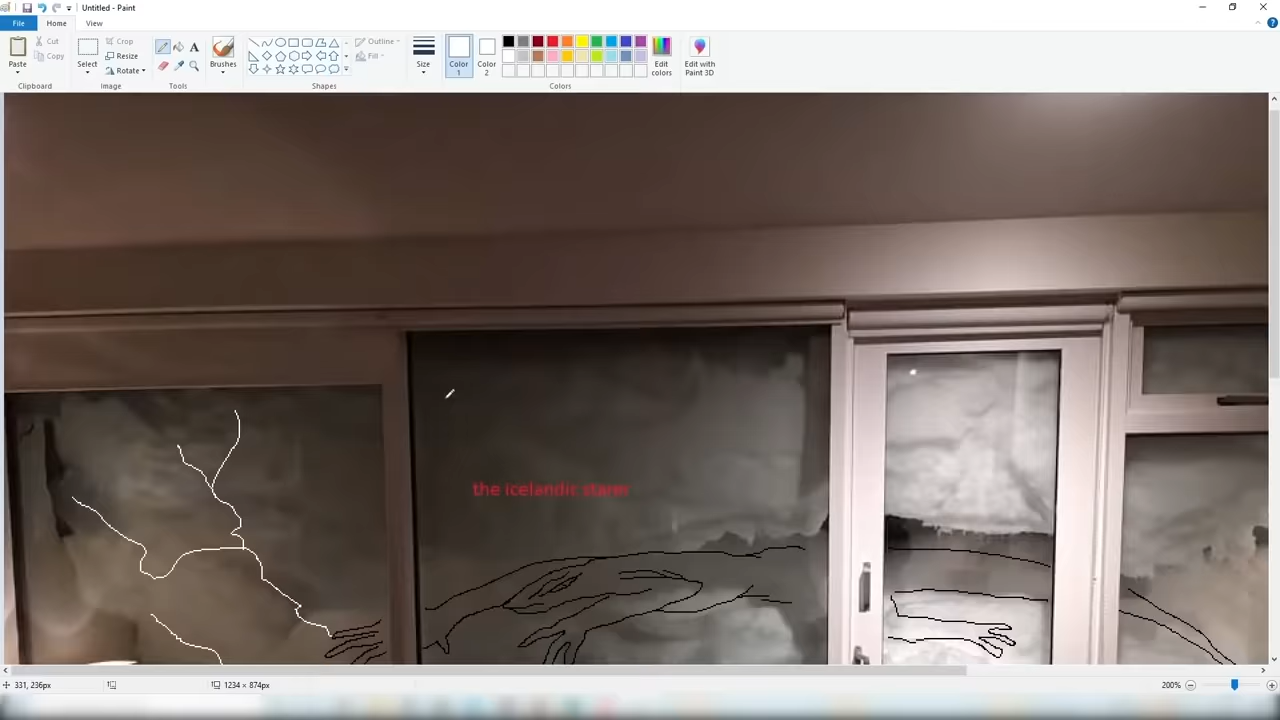 Untitled - Paint
File
Home
View
Paste
Cut
Copy
Clipboard
Select
Crop
Resize
Rotate
Image
Tools
Brushes
Shapes
Outline
Fill
Size
Color 1
Color 2
Colors
Edit colors
Edit with Paint 3D
the icelandic starer
331, 236px
1234 × 874px
200%